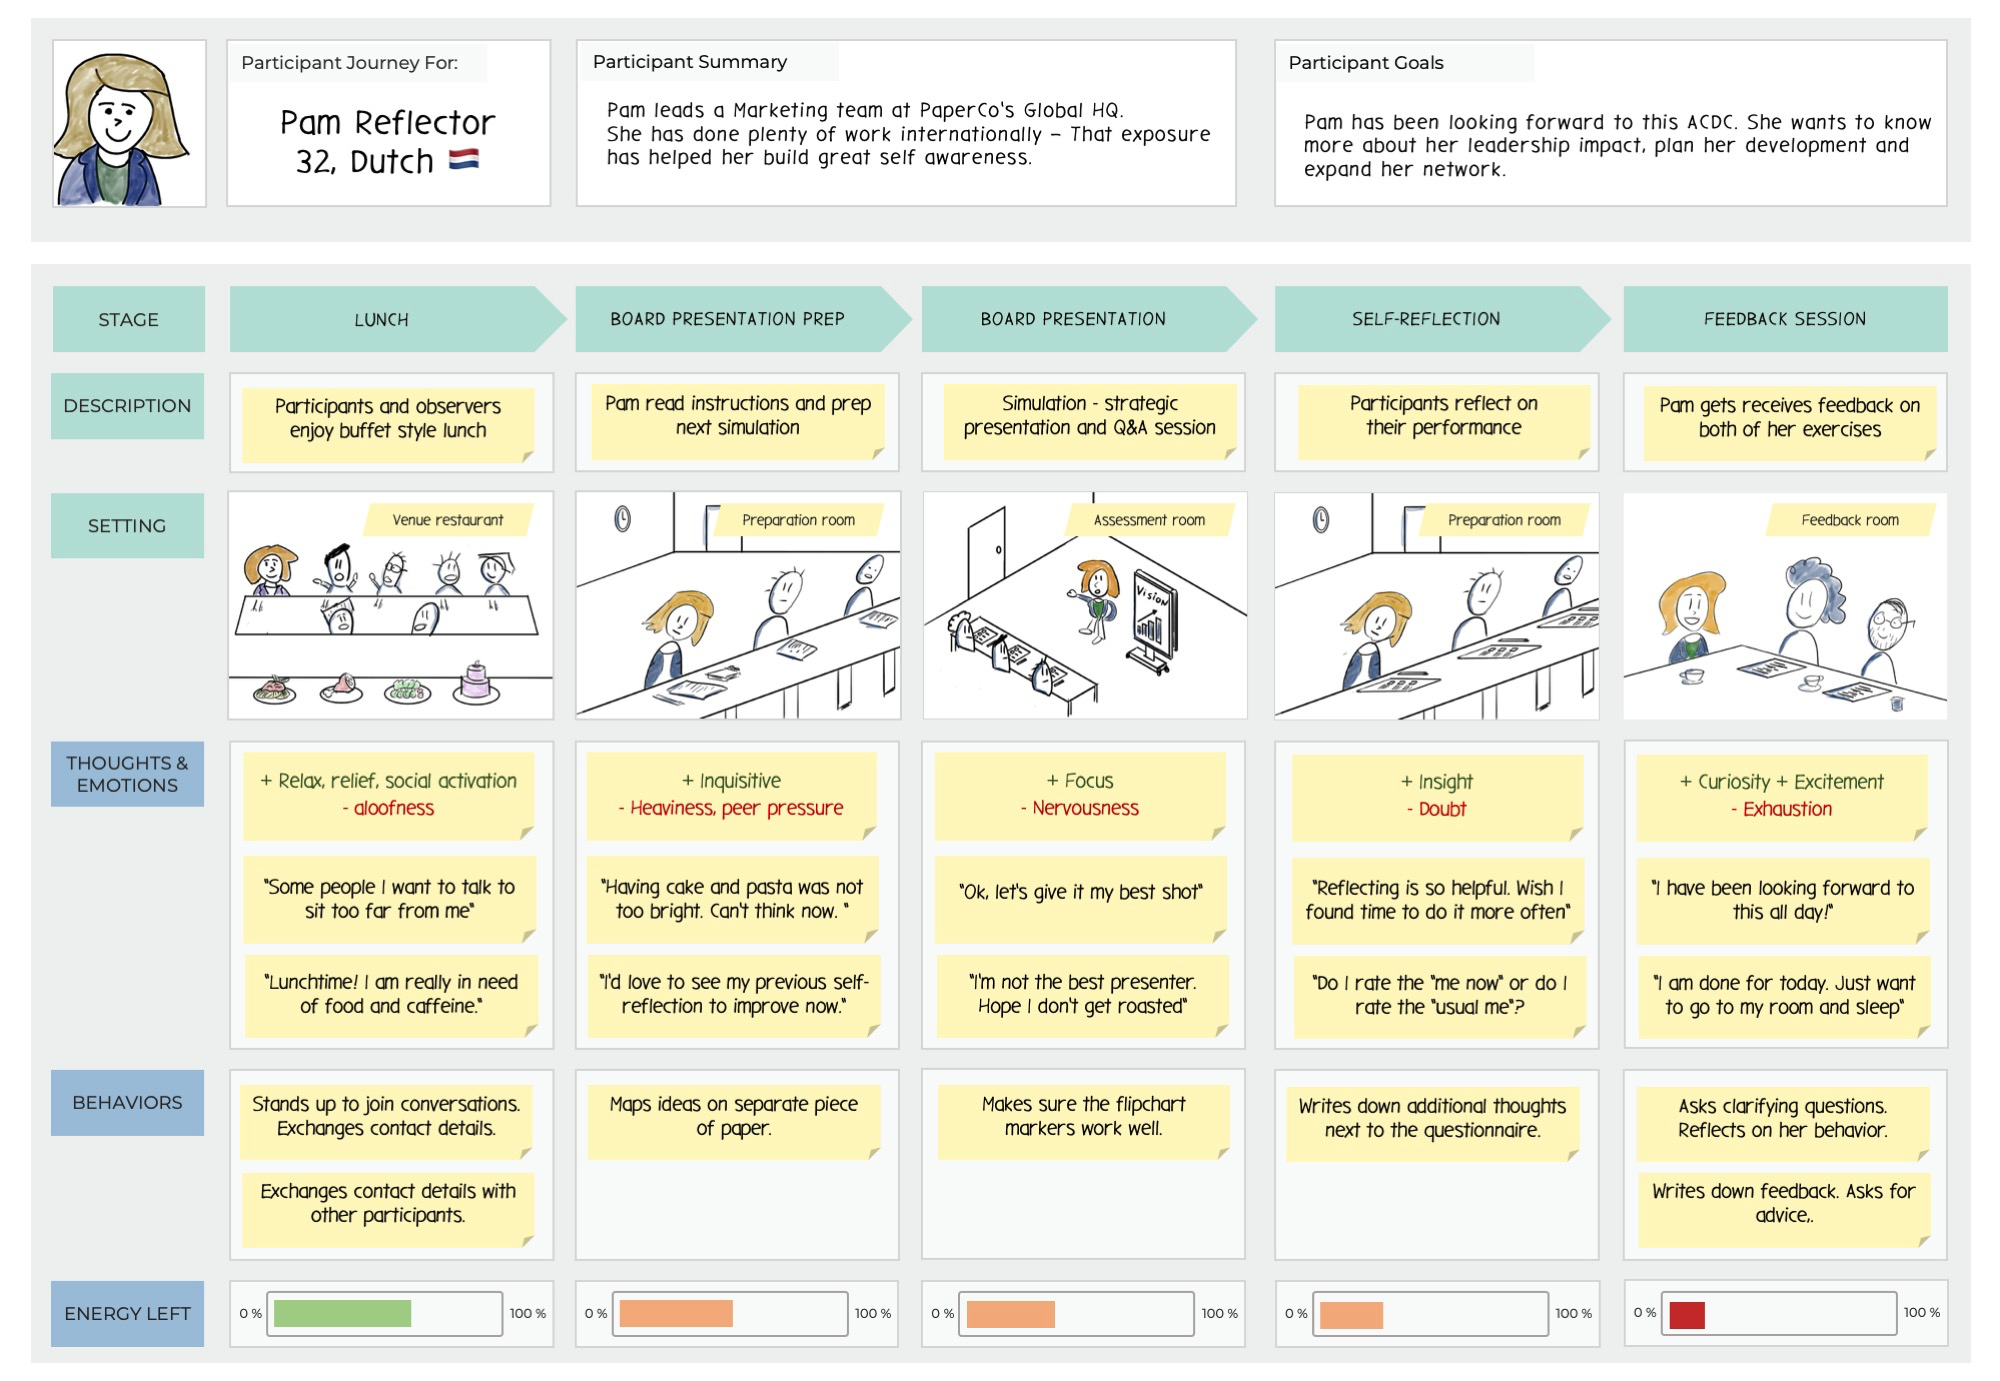 Participant Journey For:
Pam Reflector
32, Dutch
Participant Summary
Pam leads a Marketing team at PaperCo's Global HQ.
She has done plenty of work internationally – That exposure
has helped her build great self awareness.
Participant Goals
Pam has been looking forward to this ACDC. She wants to know
more about her leadership impact, plan her development and
expand her network.
STAGE
LUNCH
BOARD PRESENTATION PREP
BOARD PRESENTATION
SELF-REFLECTION
FEEDBACK SESSION
DESCRIPTION
Participants and observers
enjoy buffet style lunch
Pam read instructions and prep
next simulation
Simulation - strategic
presentation and Q&A session
Participants reflect on
their performance
Pam gets receives feedback on
both of her exercises
SETTING
Venue restaurant
Preparation room
Assessment room
Vision
Preparation room
Feedback room
THOUGHTS &
EMOTIONS
+ Relax, relief, social activation
- aloofness
+ Inquisitive
- Heaviness, peer pressure
+ Focus
- Nervousness
+ Insight
- Doubt
+ Curiosity + Excitement
- Exhaustion
"Some people I want to talk to
sit too far from me"
"Having cake and pasta was not
too bright. Can't think now. "
"Ok, let's give it my best shot"
"Reflecting is so helpful. Wish I
found time to do it more often"
"I have been looking forward to
this all day!"
"Lunchtime! I am really in need
of food and caffeine."
"I'd love to see my previous self-
reflection to improve now."
"I'm not the best presenter.
Hope I don't get roasted"
"Do I rate the "me now" or do I
rate the "usual me"?
"I am done for today. Just want
to go to my room and sleep"
BEHAVIORS
Stands up to join conversations.
Exchanges contact details.
Maps ideas on separate piece
of paper.
Makes sure the flipchart
markers work well.
Writes down additional thoughts
next to the questionnaire.
Asks clarifying questions.
Reflects on her behavior.
Exchanges contact details with
other participants.
Writes down feedback. Asks for
advice,.
ENERGY LEFT
0 %
100 %
0 %
100 %
0 %
100 %
0 %
100 %
0 %
100 %